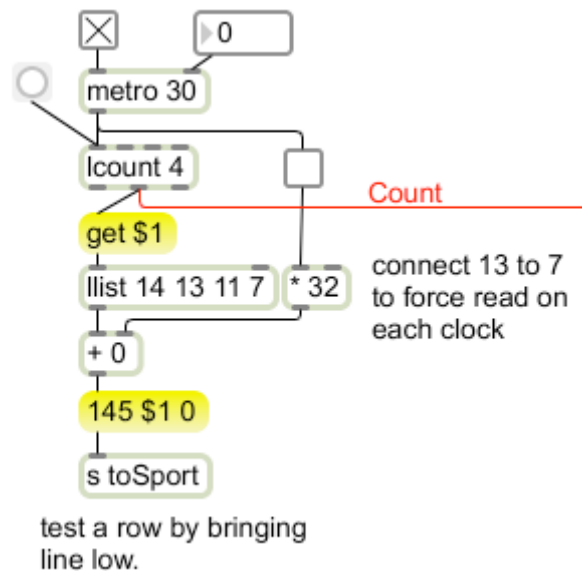 0
metro 30
lcount 4
Count
get $1
llist 14 13 11 7
* 32
connect 13 to 7
to force read on
each clock
+ 0
145 $1 0
s toSport
test a row by bringing
line low.